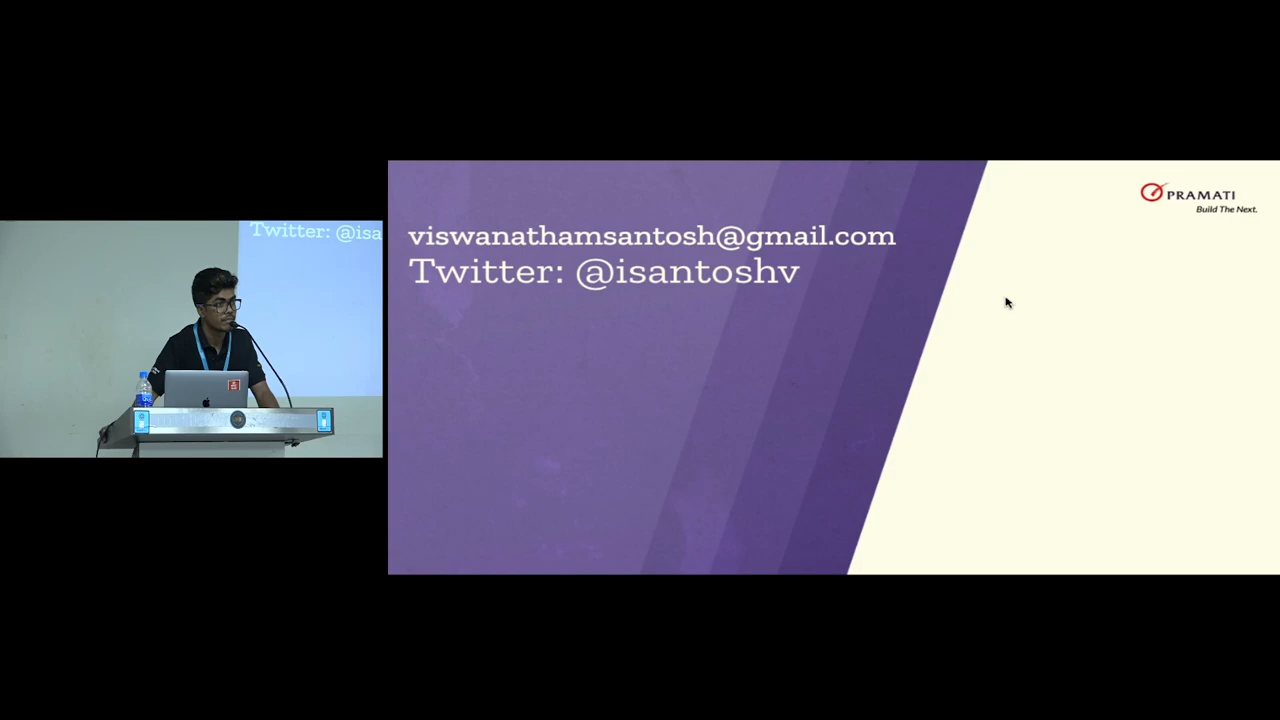 Twitter: @isa
viswanathamsantosh@gmail.com
Twitter: @isantoshv
PRAMATI
Build The Next.